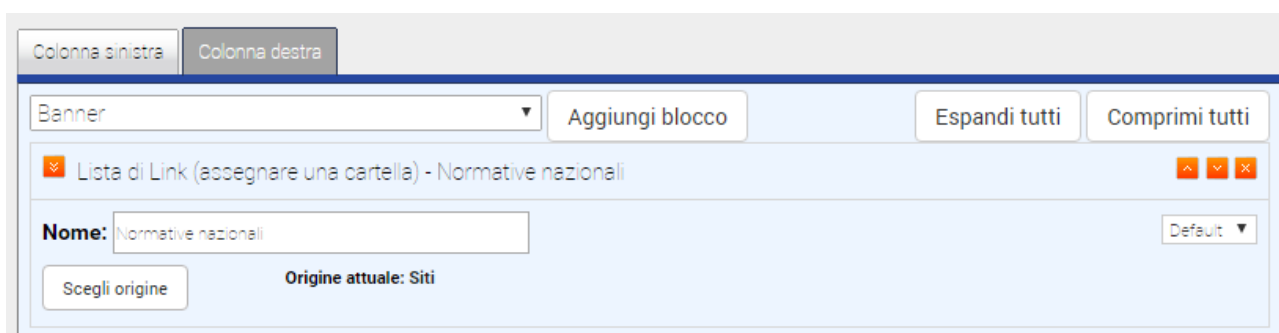 Colonna sinistra Colonna destra
Banner Aggiungi blocco Espandi tutti Comprimi tutti
Lista di Link (assegnare una cartella) - Normative nazionali
Nome: Normative nazionali Default
Scegli origine Origine attuale: Siti